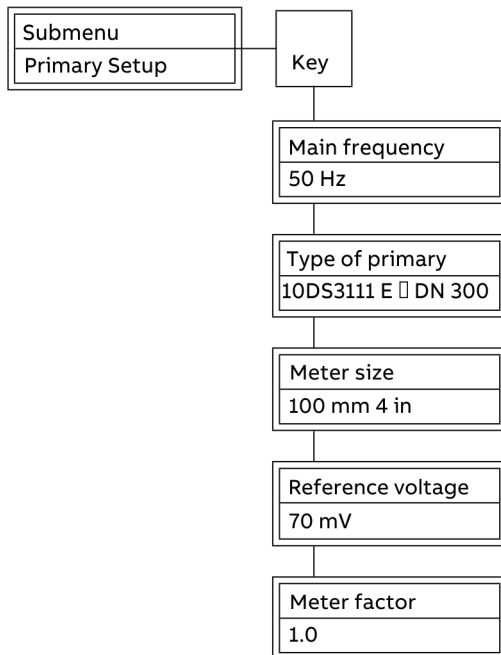 Submenu
Primary Setup
Key
Main frequency
50 Hz
Type of primary
10DS3111 E ▯ DN 300
Meter size
100 mm 4 in
Reference voltage
70 mV
Meter factor
1.0